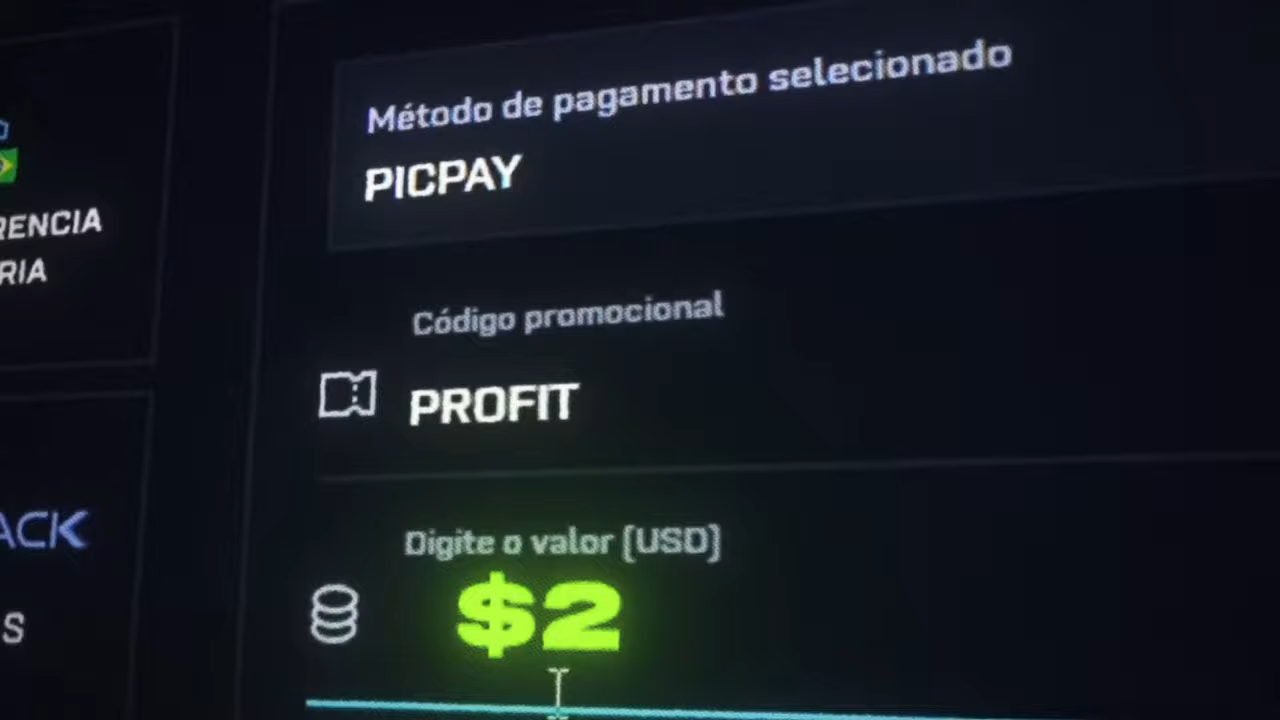 Método de pagamento selecionado
PICPAY
RENCIA
RIA
Código promocional
PROFIT
ACK
Digite o valor (USD)
$2
S